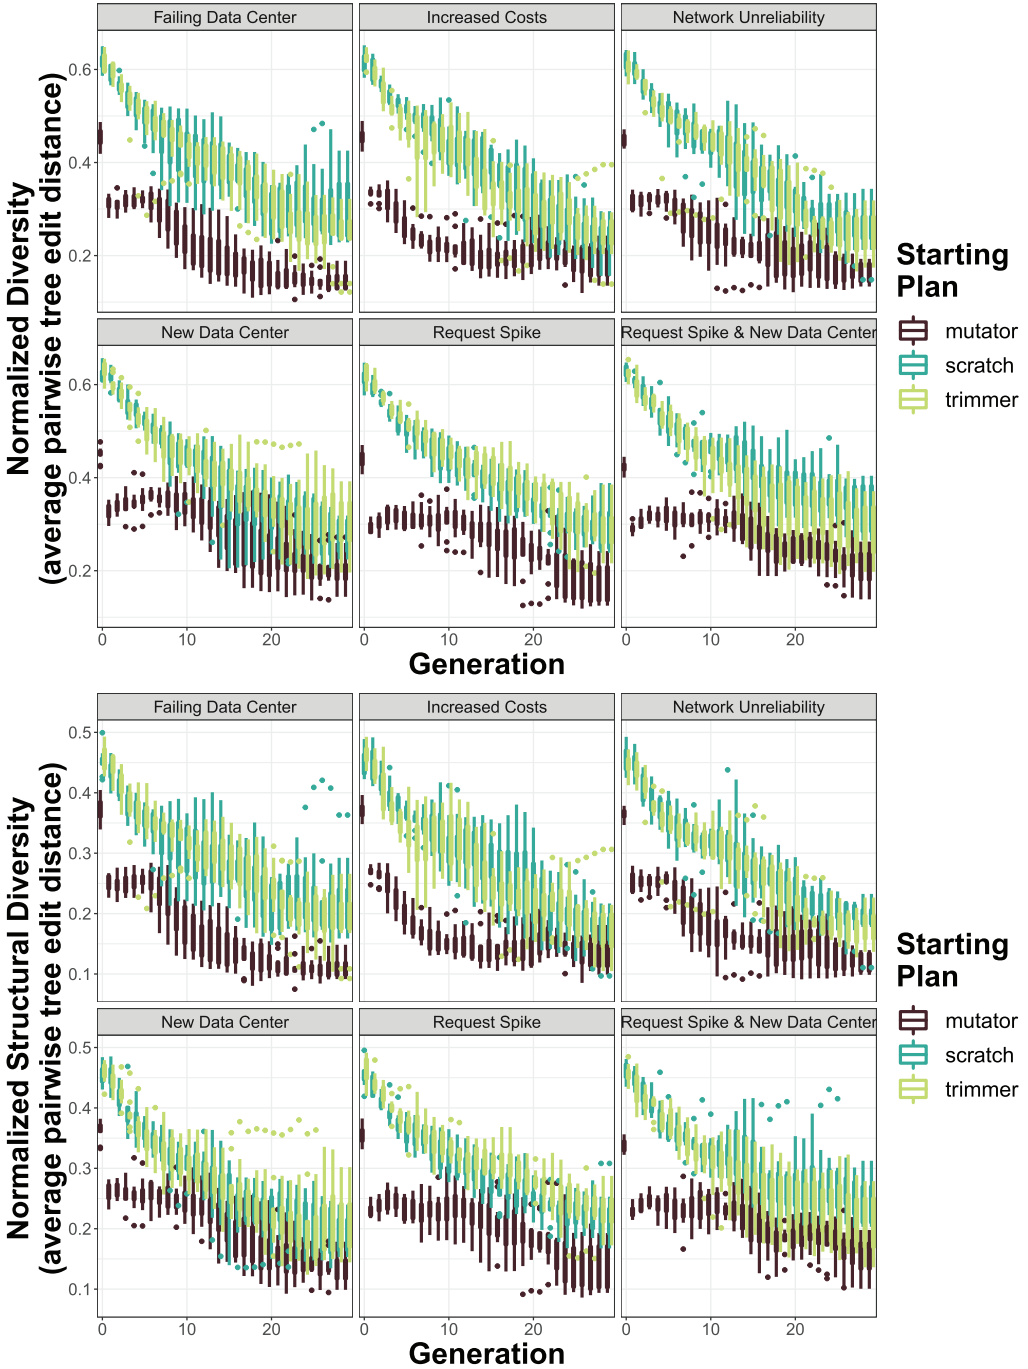 Failing Data Center
Increased Costs
Network Unreliability
0.6
0.4
0.2
New Data Center
Request Spike
Request Spike & New Data Center
0.6
0.4
0.2
0
10
20
0
10
20
0
10
20
Generation
Normalized Diversity
(average pairwise tree edit distance)
Starting
Plan
mutator
scratch
trimmer
Failing Data Center
Increased Costs
Network Unreliability
0.5
0.4
0.3
0.2
0.1
New Data Center
Request Spike
Request Spike & New Data Center
0.5
0.4
0.3
0.2
0.1
0
10
20
0
10
20
0
10
20
Generation
Normalized Structural Diversity
(average pairwise tree edit distance)
Starting
Plan
mutator
scratch
trimmer